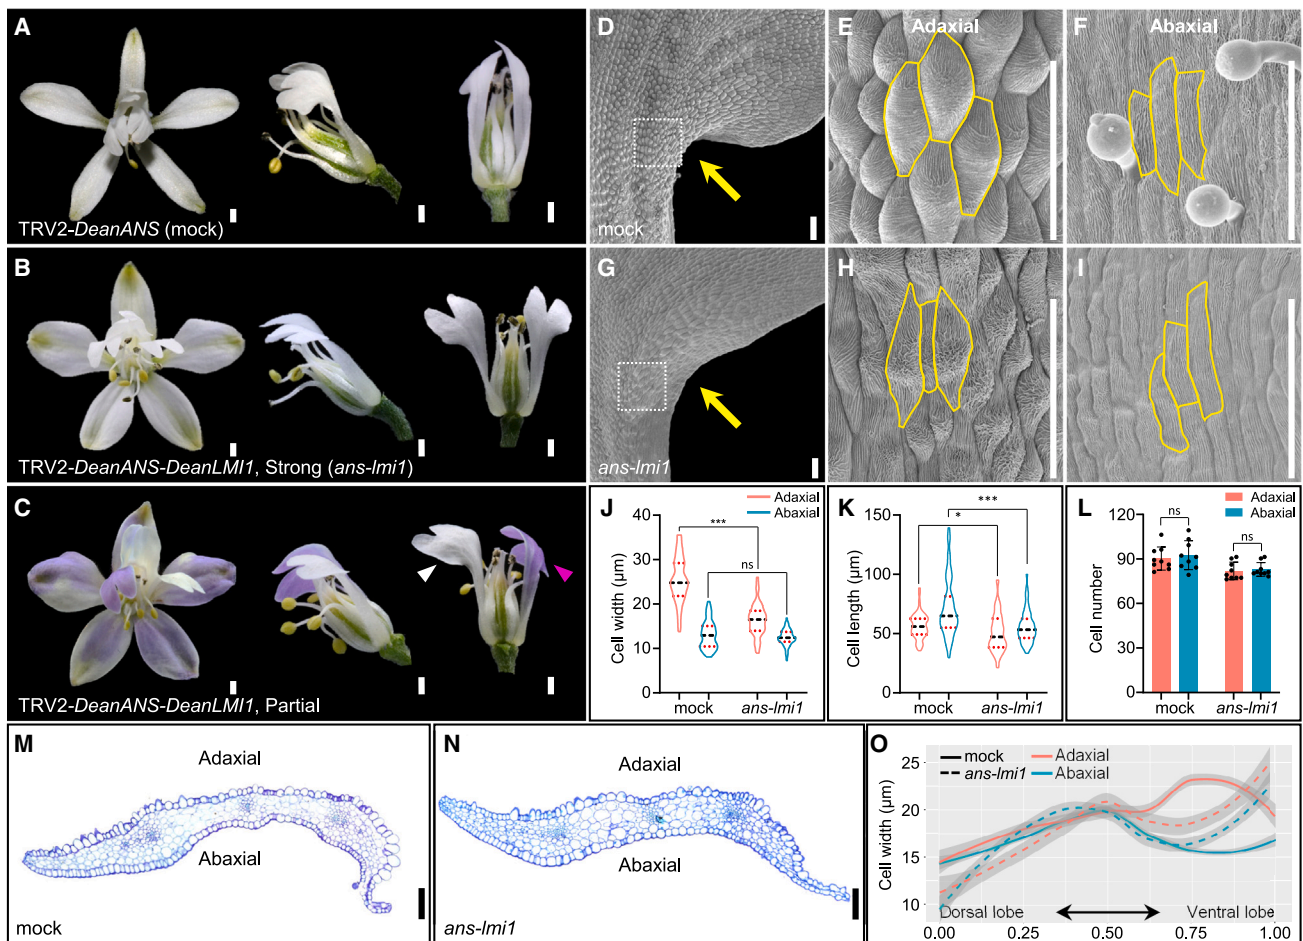 A
TRV2-DeanANS (mock)
B
TRV2-DeanANS-DeanLMI1, Strong (ans-lmi1)
C
TRV2-DeanANS-DeanLMI1, Partial
D
mock
E
Adaxial
F
Abaxial
G
ans-lmi1
H
I
J
Adaxial
Abaxial
Cell width (μm)
40
30
20
10
0
***
ns
mock
ans-lmi1
K
Cell length (μm)
150
100
50
0
***
*
mock
ans-lmi1
L
Adaxial
Abaxial
Cell number
120
90
60
30
0
ns
ns
mock
ans-lmi1
M
Adaxial
Abaxial
mock
N
Adaxial
Abaxial
ans-lmi1
O
mock
ans-lmi1
Adaxial
Abaxial
Cell width (μm)
25
20
15
10
Dorsal lobe
Ventral lobe
0.00
0.25
0.50
0.75
1.00